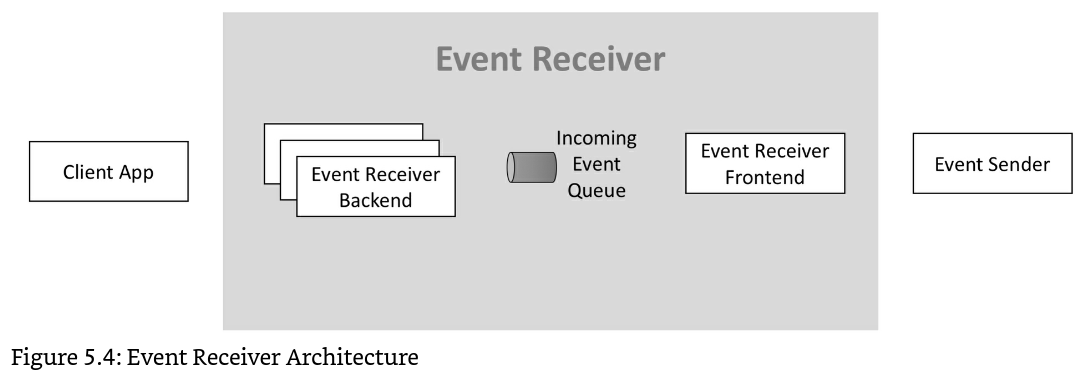 Event Receiver
Client App
Event Receiver
Backend
Incoming
Event
Queue
Event Receiver
Frontend
Event Sender
Figure 5.4: Event Receiver Architecture